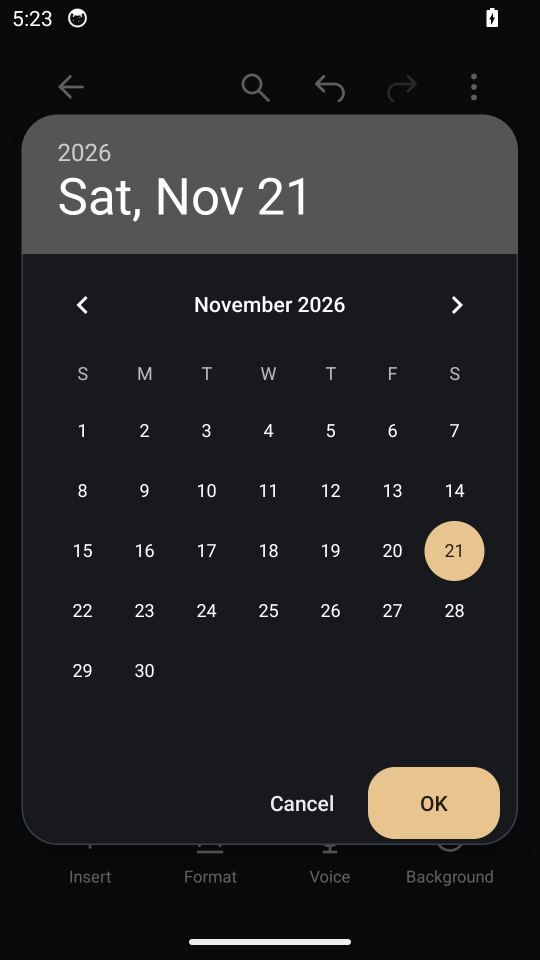 5:23
2026
Sat, Nov 21
November 2026
S M T W T F S
1 2 3 4 5 6 7
8 9 10 11 12 13 14
15 16 17 18 19 20 21
22 23 24 25 26 27 28
29 30
Cancel OK
Insert Format Voice Background